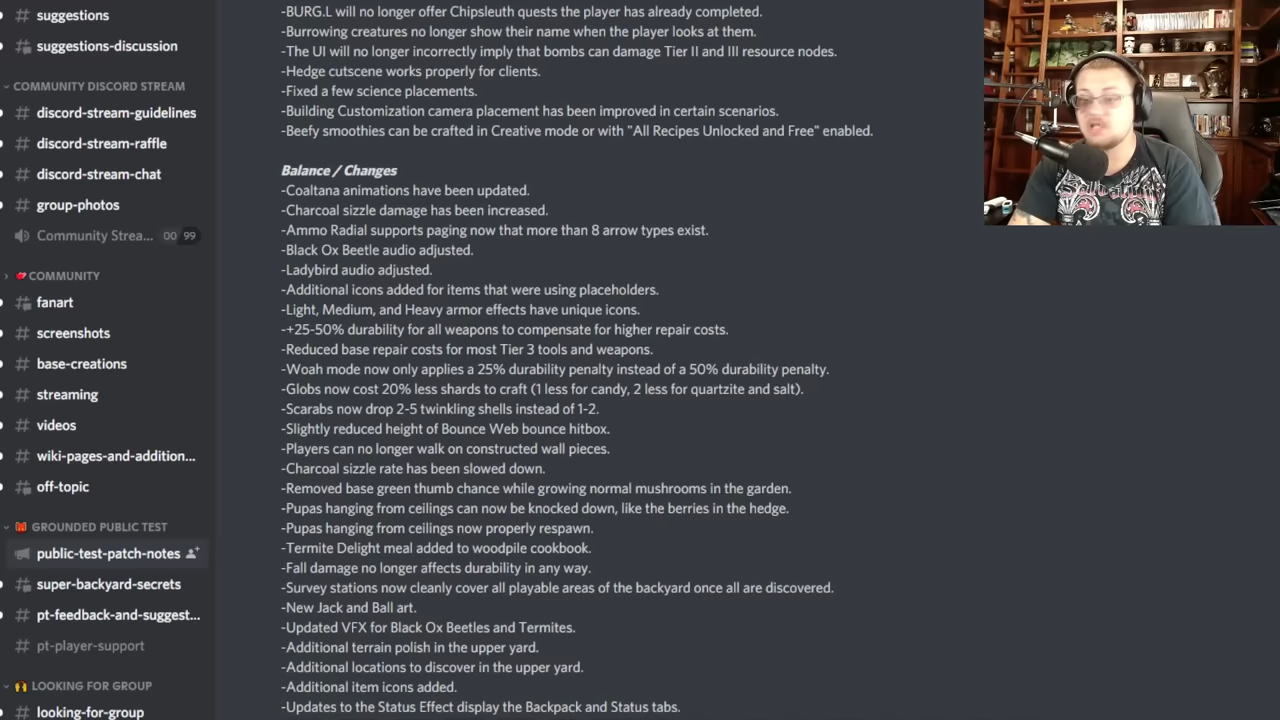 suggestions
suggestions-discussion
COMMUNITY DISCORD STREAM
discord-stream-guidelines
discord-stream-raffle
discord-stream-chat
group-photos
Community Strea... 00 99
COMMUNITY
fanart
screenshots
base-creations
streaming
videos
wiki-pages-and-addition...
off-topic
GROUNDED PUBLIC TEST
public-test-patch-notes
super-backyard-secrets
pt-feedback-and-suggest...
pt-player-support
LOOKING FOR GROUP
looking-for-group
-BURG.L will no longer offer Chipsleuth quests the player has already completed.
-Burrowing creatures no longer show their name when the player looks at them.
-The UI will no longer incorrectly imply that bombs can damage Tier II and III resource nodes.
-Hedge cutscene works properly for clients.
-Fixed a few science placements.
-Building Customization camera placement has been improved in certain scenarios.
-Beefy smoothies can be crafted in Creative mode or with "All Recipes Unlocked and Free" enabled.
Balance / Changes
-Coaltana animations have been updated.
-Charcoal sizzle damage has been increased.
-Ammo Radial supports paging now that more than 8 arrow types exist.
-Black Ox Beetle audio adjusted.
-Ladybird audio adjusted.
-Additional icons added for items that were using placeholders.
-Light, Medium, and Heavy armor effects have unique icons.
-+25-50% durability for all weapons to compensate for higher repair costs.
-Reduced base repair costs for most Tier 3 tools and weapons.
-Woah mode now only applies a 25% durability penalty instead of a 50% durability penalty.
-Globs now cost 20% less shards to craft (1 less for candy, 2 less for quartzite and salt).
-Scarabs now drop 2-5 twinkling shells instead of 1-2.
-Slightly reduced height of Bounce Web bounce hitbox.
-Players can no longer walk on constructed wall pieces.
-Charcoal sizzle rate has been slowed down.
-Removed base green thumb chance while growing normal mushrooms in the garden.
-Pupas hanging from ceilings can now be knocked down, like the berries in the hedge.
-Pupas hanging from ceilings now properly respawn.
-Termite Delight meal added to woodpile cookbook.
-Fall damage no longer affects durability in any way.
-Survey stations now cleanly cover all playable areas of the backyard once all are discovered.
-New Jack and Ball art.
-Updated VFX for Black Ox Beetles and Termites.
-Additional terrain polish in the upper yard.
-Additional locations to discover in the upper yard.
-Additional item icons added.
-Updates to the Status Effect display the Backpack and Status tabs.